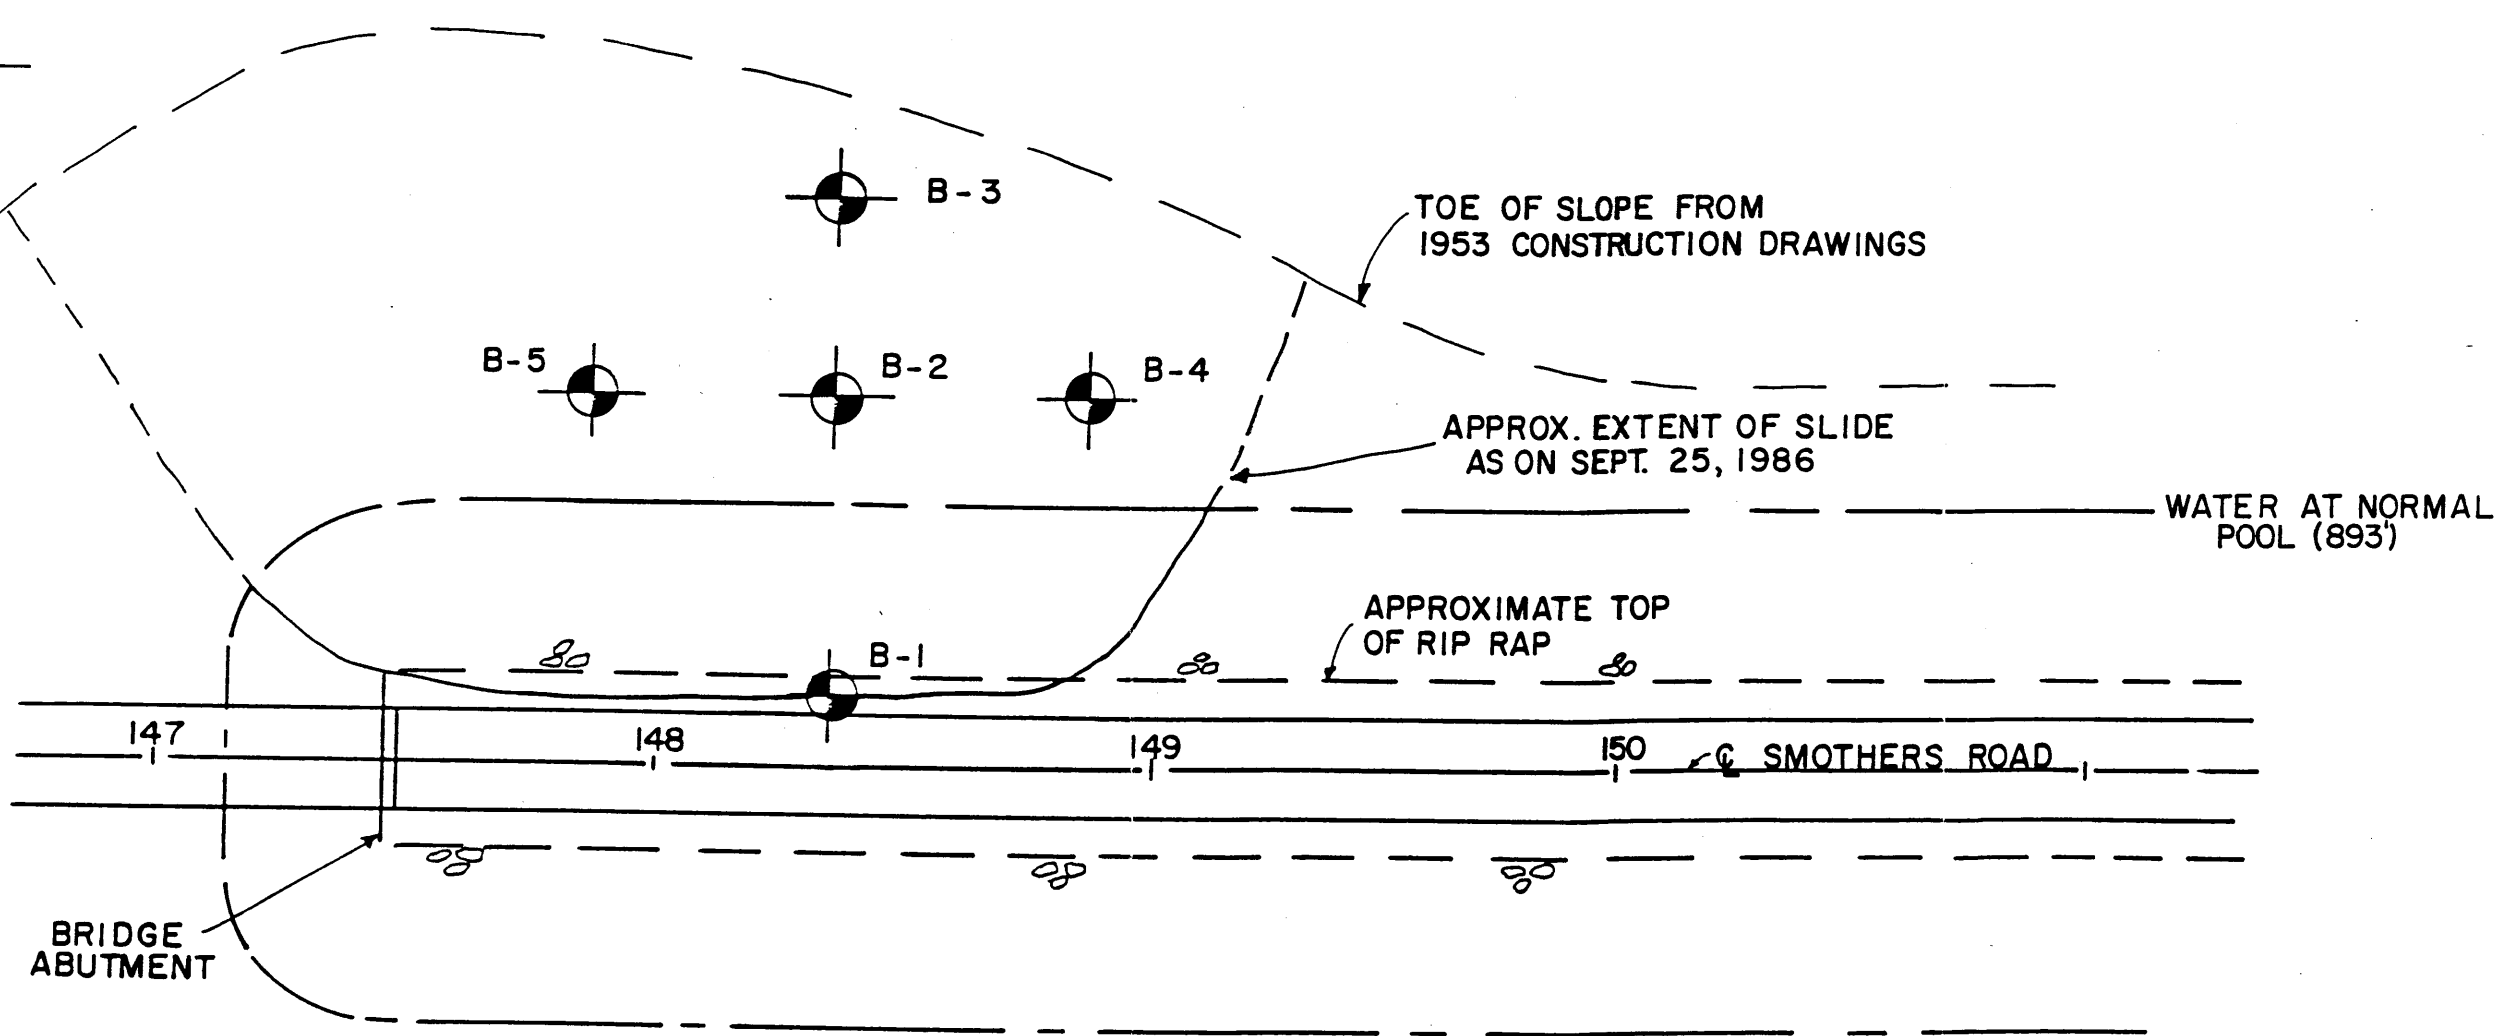 B-3
TOE OF SLOPE FROM
1953 CONSTRUCTION DRAWINGS
B-5
B-2
B-4
APPROX. EXTENT OF SLIDE
AS ON SEPT. 25, 1986
WATER AT NORMAL
POOL (893')
APPROXIMATE TOP
OF RIP RAP
B-1
147
148
149
150
℄ SMOTHERS ROAD
BRIDGE
ABUTMENT